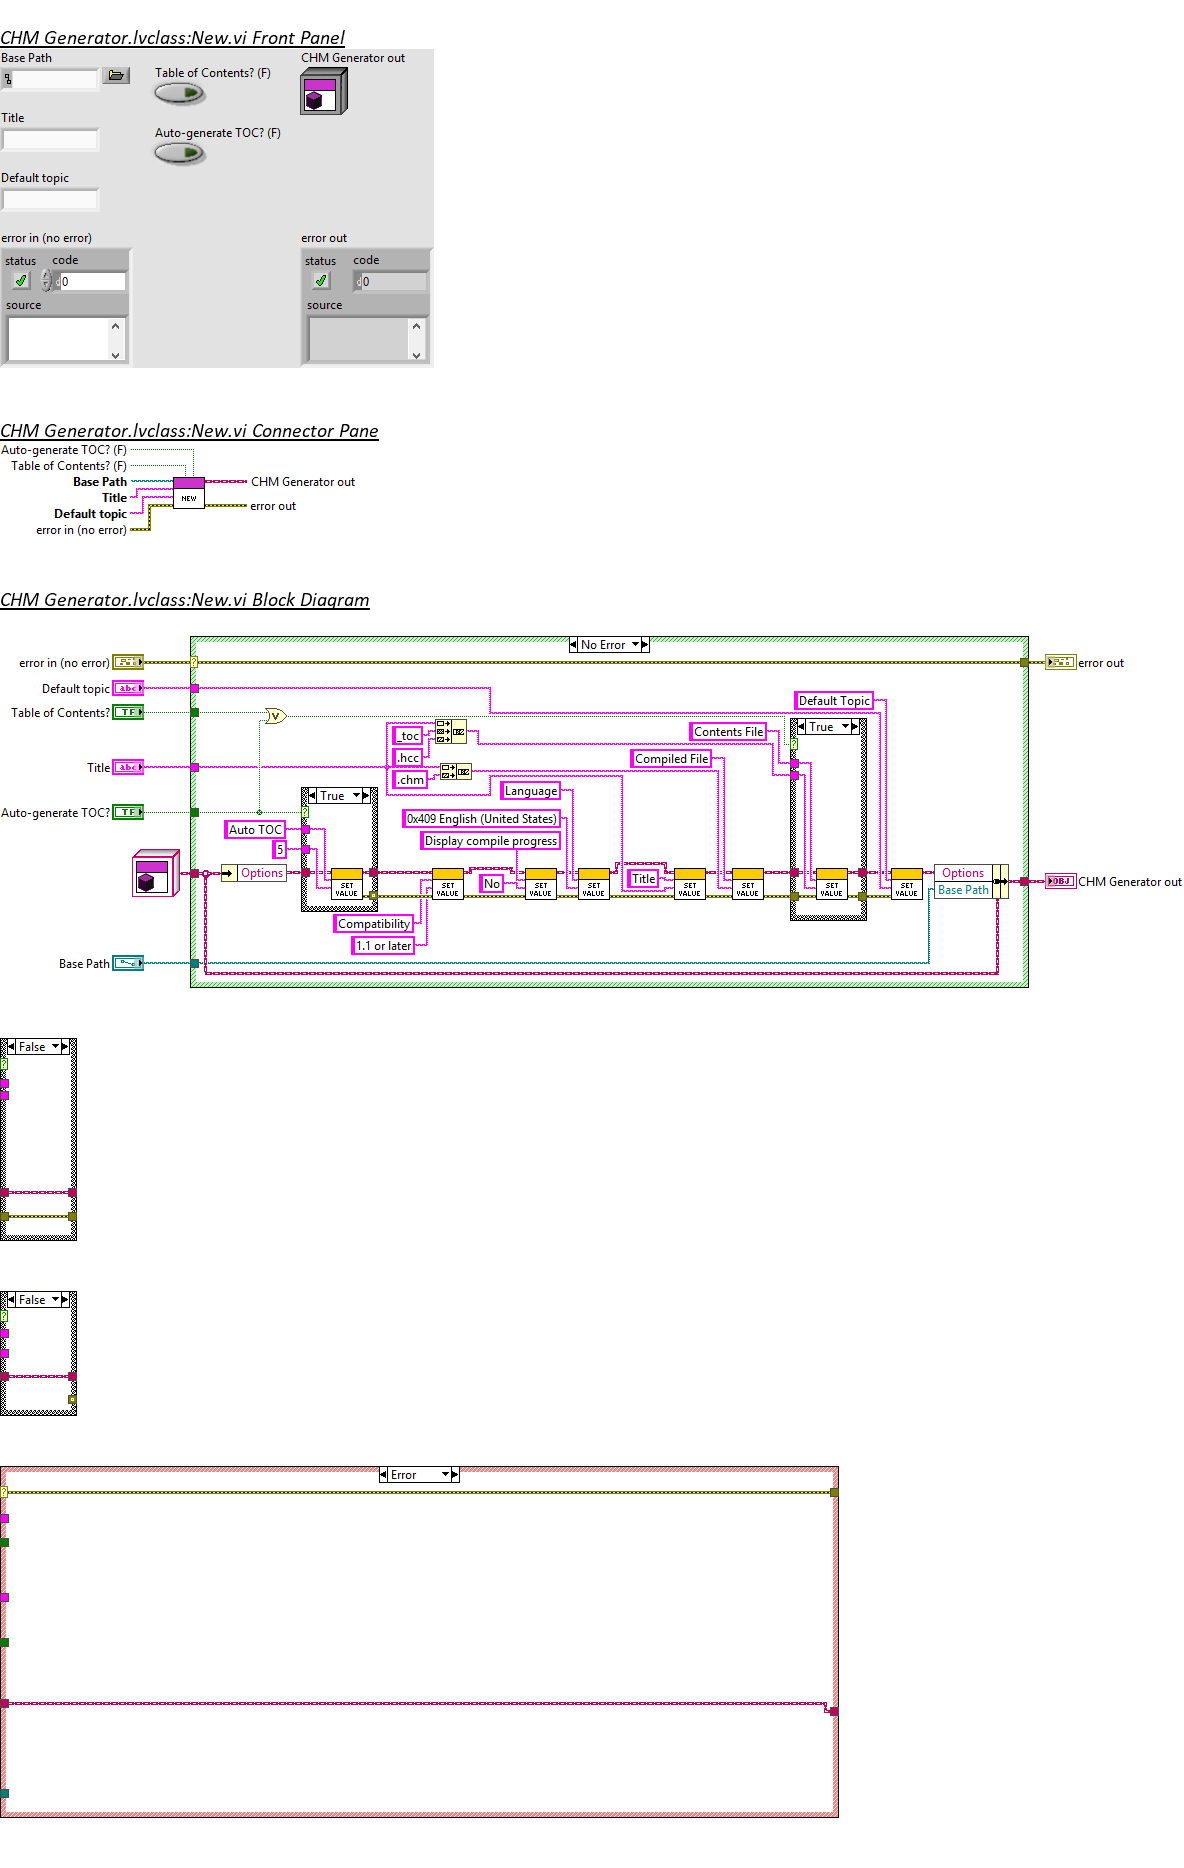 CHM Generator.lvclass:New.vi Front Panel
Base Path
Table of Contents? (F)
CHM Generator out
Title
Auto-generate TOC? (F)
Default topic
error in (no error)
error out
status code
status code
d0
d0
source
source
CHM Generator.lvclass:New.vi Connector Pane
Auto-generate TOC? (F)
Table of Contents? (F)
Base Path
CHM Generator out
Title
NEW
Default topic
error out
error in (no error)
CHM Generator.lvclass:New.vi Block Diagram
No Error
error in (no error)
?
error out
Default topic
abc
Default Topic
Table of Contents?
TF
V
_toc
Contents File
True
?
.hcc
Compiled File
Title
abc
.chm
Language
True
Auto-generate TOC?
TF
?
0x409 English (United States)
Auto TOC
Display compile progress
5
Options
No
Title
Options
SET VALUE
SET VALUE
SET VALUE
SET VALUE
SET VALUE
SET VALUE
SET VALUE
SET VALUE
Base Path
OBJ
CHM Generator out
Compatibility
1.1 or later
Base Path
False
?
False
?
Error
?